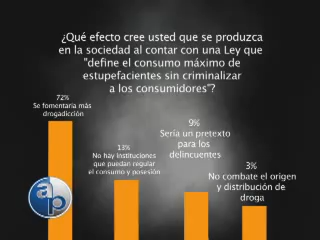 ¿Qué efecto cree usted que se produzca
en la sociedad al contar con una Ley que
"define el consumo máximo de
estupefacientes sin criminalizar
a los consumidores"?
72%
Se fomentaría más
drogadicción
13%
No hay Instituciones
que puedan regular
el consumo y posesión
9%
Sería un pretexto
para los
delincuentes
3%
No combate el origen
y distribución de
droga
ap